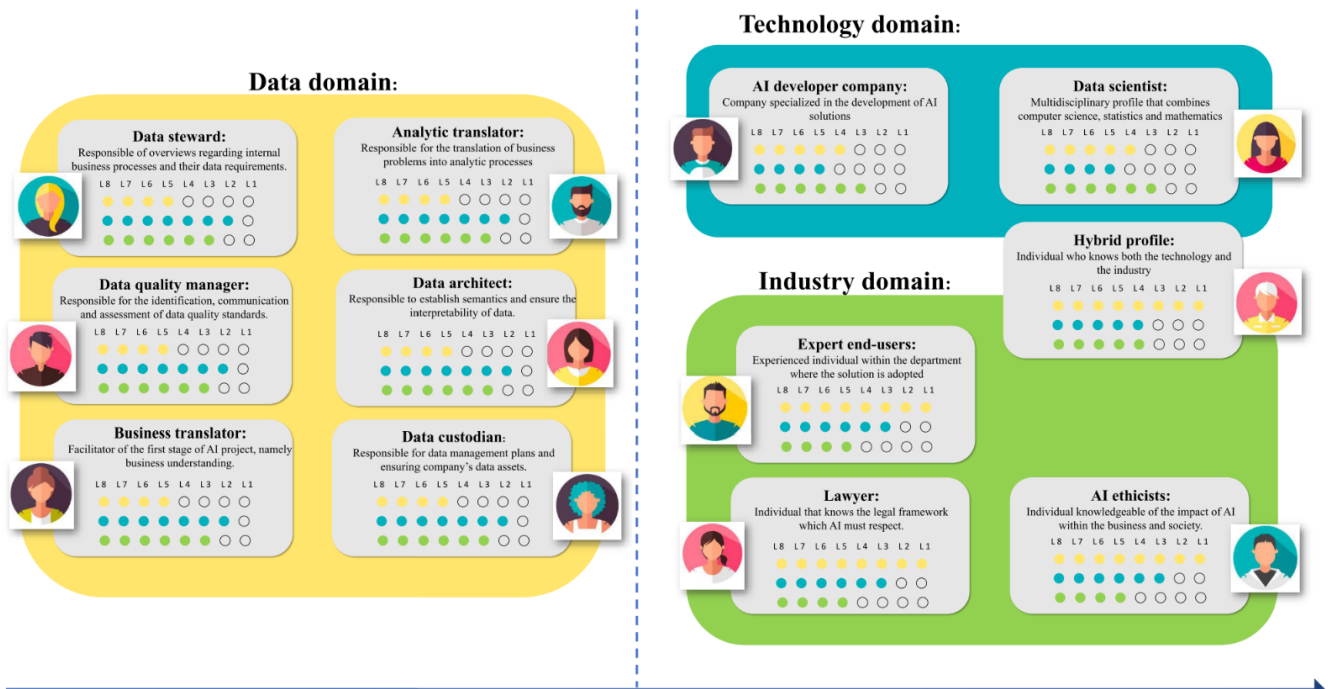 Data domain:
Data steward:
Responsible of overviews regarding internal
business processes and their data requirements.
L8 L7 L6 L5 L4 L3 L2 L1
Analytic translator:
Responsible for the translation of business
problems into analytic processes
L8 L7 L6 L5 L4 L3 L2 L1
Data quality manager:
Responsible for the identification, communication
and assessment of data quality standards.
L8 L7 L6 L5 L4 L3 L2 L1
Data architect:
Responsible to establish semantics and ensure the
interpretability of data.
L8 L7 L6 L5 L4 L3 L2 L1
Business translator:
Facilitator of the first stage of AI project, namely
business understanding.
L8 L7 L6 L5 L4 L3 L2 L1
Data custodian:
Responsible for data management plans and
ensuring company's data assets.
L8 L7 L6 L5 L4 L3 L2 L1
Technology domain:
AI developer company:
Company specialized in the development of AI
solutions
L8 L7 L6 L5 L4 L3 L2 L1
Data scientist:
Multidisciplinary profile that combines
computer science, statistics and mathematics
L8 L7 L6 L5 L4 L3 L2 L1
Hybrid profile:
Individual who knows both the technology and
the industry
L8 L7 L6 L5 L4 L3 L2 L1
Industry domain:
Expert end-users:
Experienced individual within the department
where the solution is adopted
L8 L7 L6 L5 L4 L3 L2 L1
Lawyer:
Individual that knows the legal framework
which AI must respect.
L8 L7 L6 L5 L4 L3 L2 L1
AI ethicists:
Individual knowledgeable of the impact of AI
within the business and society.
L8 L7 L6 L5 L4 L3 L2 L1